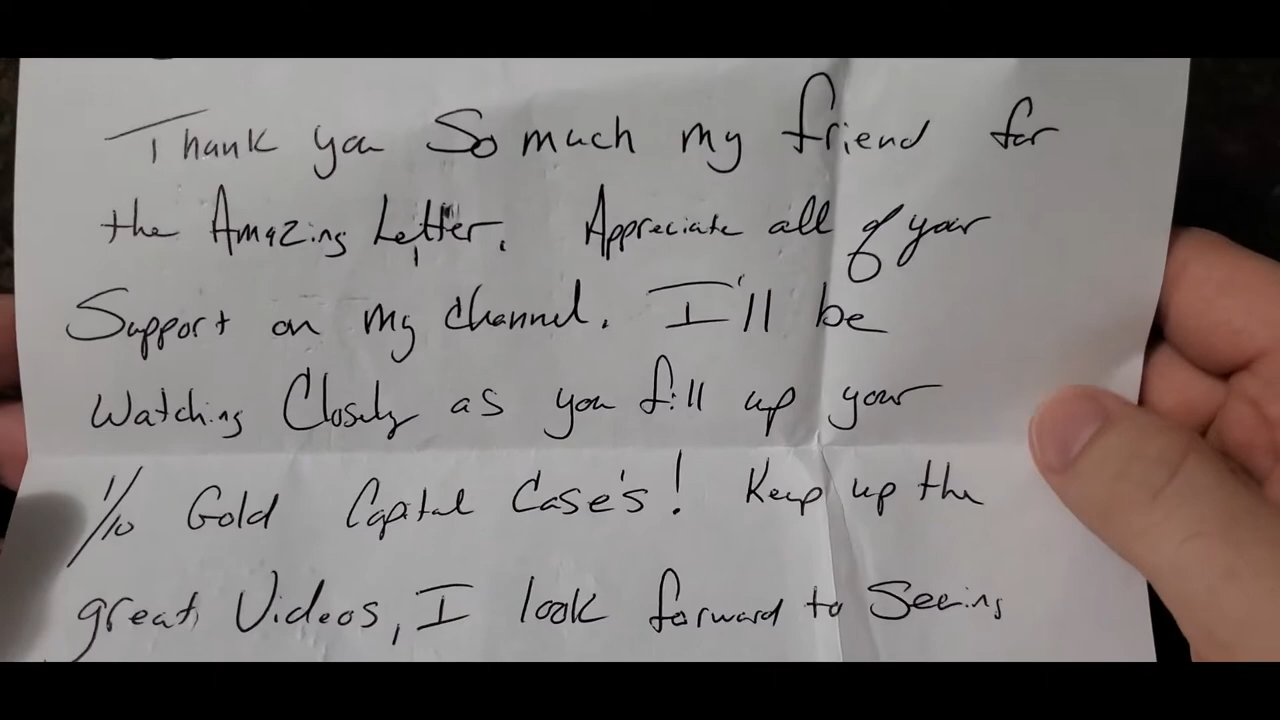 Thank you So much my friend for
the Amazing Letter. Appreciate all of your
Support on my channel. I'll be
Watching Closely as you fill up your
1/10 Gold Capital Case's! Keep up the
great Videos, I look forward to Seeing